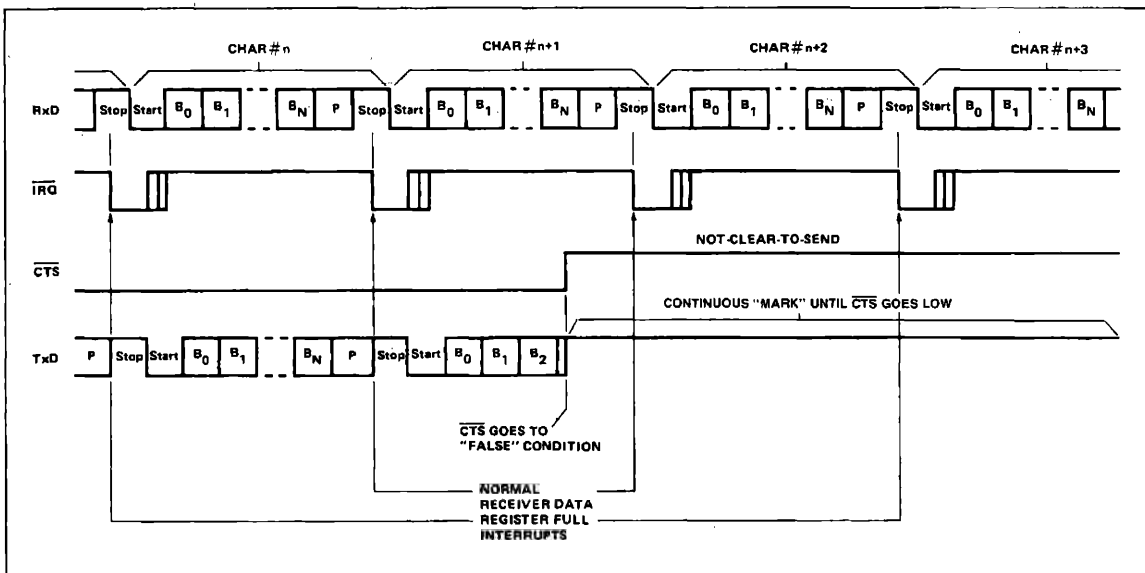 CHAR#n CHAR#n+1 CHAR#n+2 CHAR#n+3
RxD Stop Start B0 B1 BN P Stop Start B0 B1 BN P Stop Start B0 B1 BN P Stop Start B0 B1 BN
IRQ
NOT-CLEAR-TO-SEND
CTS
CONTINUOUS "MARK" UNTIL CTS GOES LOW
TxD P Stop Start B0 B1 BN P Stop Start B0 B1 B2
CTS GOES TO
"FALSE" CONDITION
NORMAL
RECEIVER DATA
REGISTER FULL
INTERRUPTS